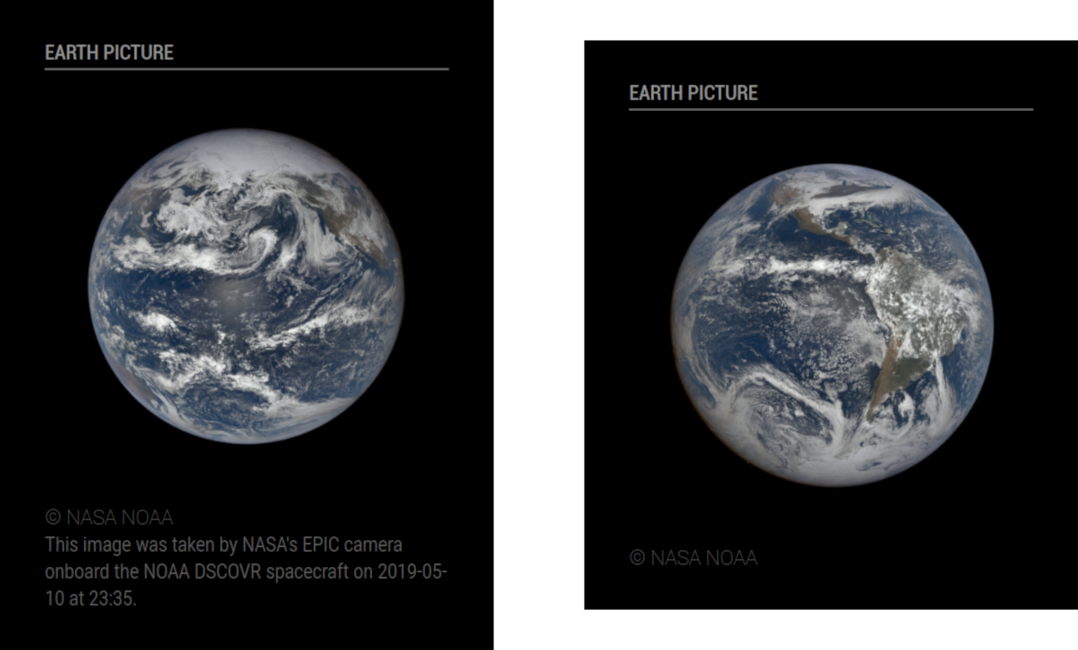 EARTH PICTURE
© NASA NOAA
This image was taken by NASA's EPIC camera
onboard the NOAA DSCOVR spacecraft on 2019-05-
10 at 23:35.
EARTH PICTURE
© NASA NOAA